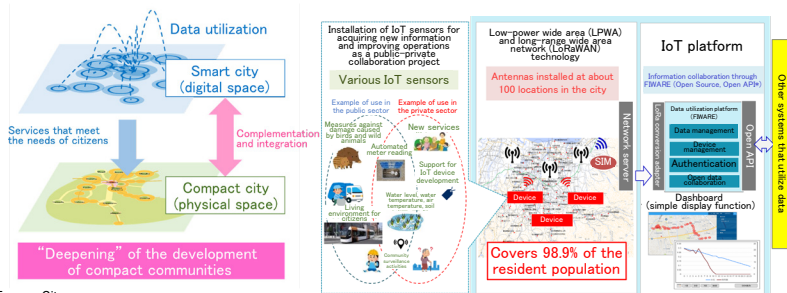 Data utilization
Smart city
(digital space)
Services that meet
the needs of citizens
Complementation
and integration
Compact city
(physical space)
“Deepening” of the development
of compact communities
Installation of IoT sensors for
acquiring new information
and improving operations
as a public-private
collaboration project
Various IoT sensors
Example of use in
the public sector
Example of use in
the private sector
Measures against
damage caused
by birds and wild
animals
New services
Automated
meter reading
Support for
IoT device
development
Water level, water
temperature, air
temperature, soil
Living
environment for
citizens
Community
surveillance
activities
Low-power wide area (LPWA)
and long-range wide area
network (LoRaWAN)
technology
Antennas installed at about
100 locations in the city
SIM
Device
Device
Device
Covers 98.9% of the
resident population
Network server
IoT platform
Information collaboration through
FIWARE (Open Source, Open API*)
LoRa conversion adapter
Data utilization platform
(FIWARE)
Data management
Device
management
Authentication
Open data
collaboration
Open API
Dashboard
(simple display function)
Other systems that utilize data